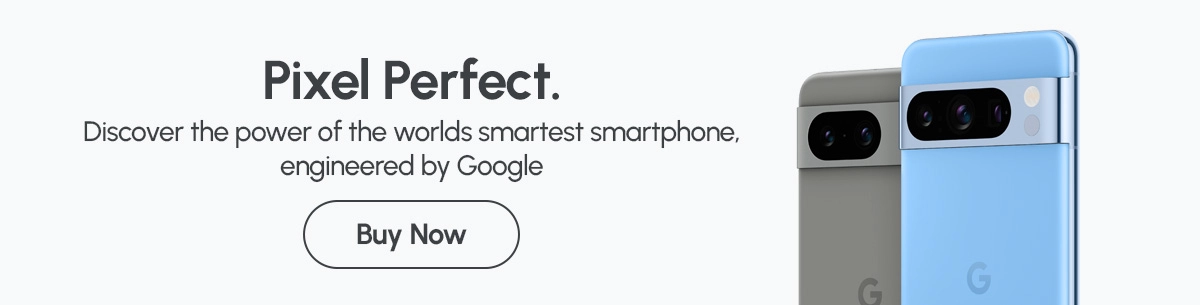 Pixel Perfect.
Discover the power of the worlds smartest smartphone,
engineered by Google
Buy Now
G
G